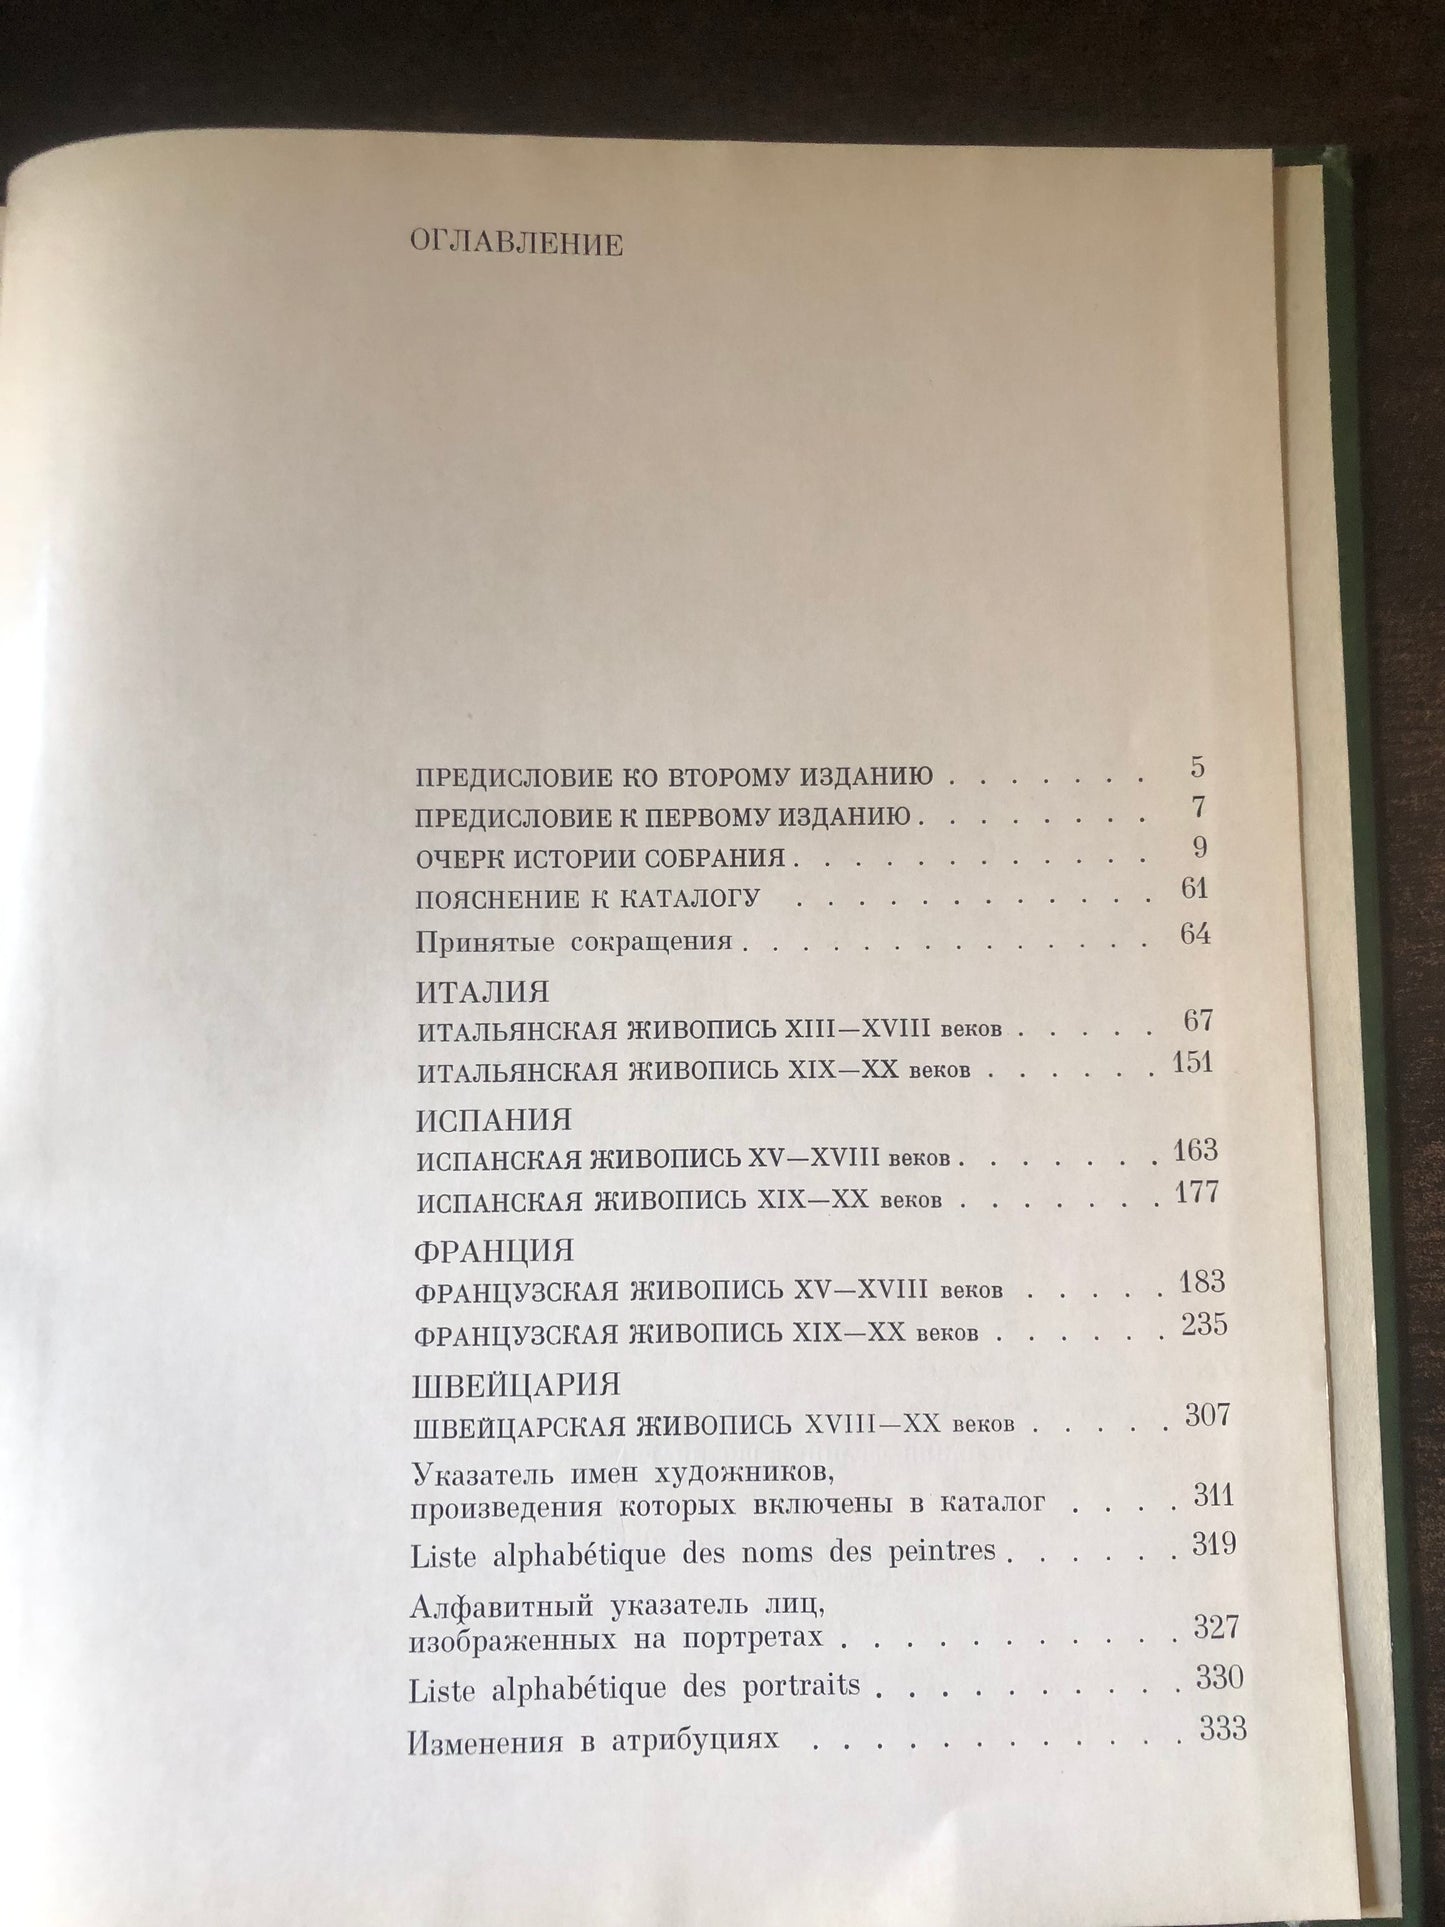 ОГЛАВЛЕНИЕ
ПРЕДИСЛОВИЕ КО ВТОРОМУ ИЗДАНИЮ . . . . . . . 5
ПРЕДИСЛОВИЕ К ПЕРВОМУ ИЗДАНИЮ . . . . . . . . 7
ОЧЕРК ИСТОРИИ СОБРАНИЯ . . . . . . . . . . . . 9
ПОЯСНЕНИЕ К КАТАЛОГУ . . . . . . . . . . . . 61
Принятые сокращения . . . . . . . . . . . . . . 64
ИТАЛИЯ
ИТАЛЬЯНСКАЯ ЖИВОПИСЬ XIII—XVIII веков . . . . . 67
ИТАЛЬЯНСКАЯ ЖИВОПИСЬ XIX—XX веков . . . . . . 151
ИСПАНИЯ
ИСПАНСКАЯ ЖИВОПИСЬ XV—XVIII веков . . . . . . . 163
ИСПАНСКАЯ ЖИВОПИСЬ XIX—XX веков . . . . . . . 177
ФРАНЦИЯ
ФРАНЦУЗСКАЯ ЖИВОПИСЬ XV—XVIII веков . . . . . 183
ФРАНЦУЗСКАЯ ЖИВОПИСЬ XIX—XX веков . . . . . . 235
ШВЕЙЦАРИЯ
ШВЕЙЦАРСКАЯ ЖИВОПИСЬ XVIII—XX веков . . . . . 307
Указатель имен художников,
произведения которых включены в каталог . . . . 311
Liste alphabétique des noms des peintres . . . . . . 319
Алфавитный указатель лиц,
изображенных на портретах . . . . . . . . . . . 327
Liste alphabétique des portraits . . . . . . . . . . 330
Изменения в атрибуциях . . . . . . . . . . . . 333